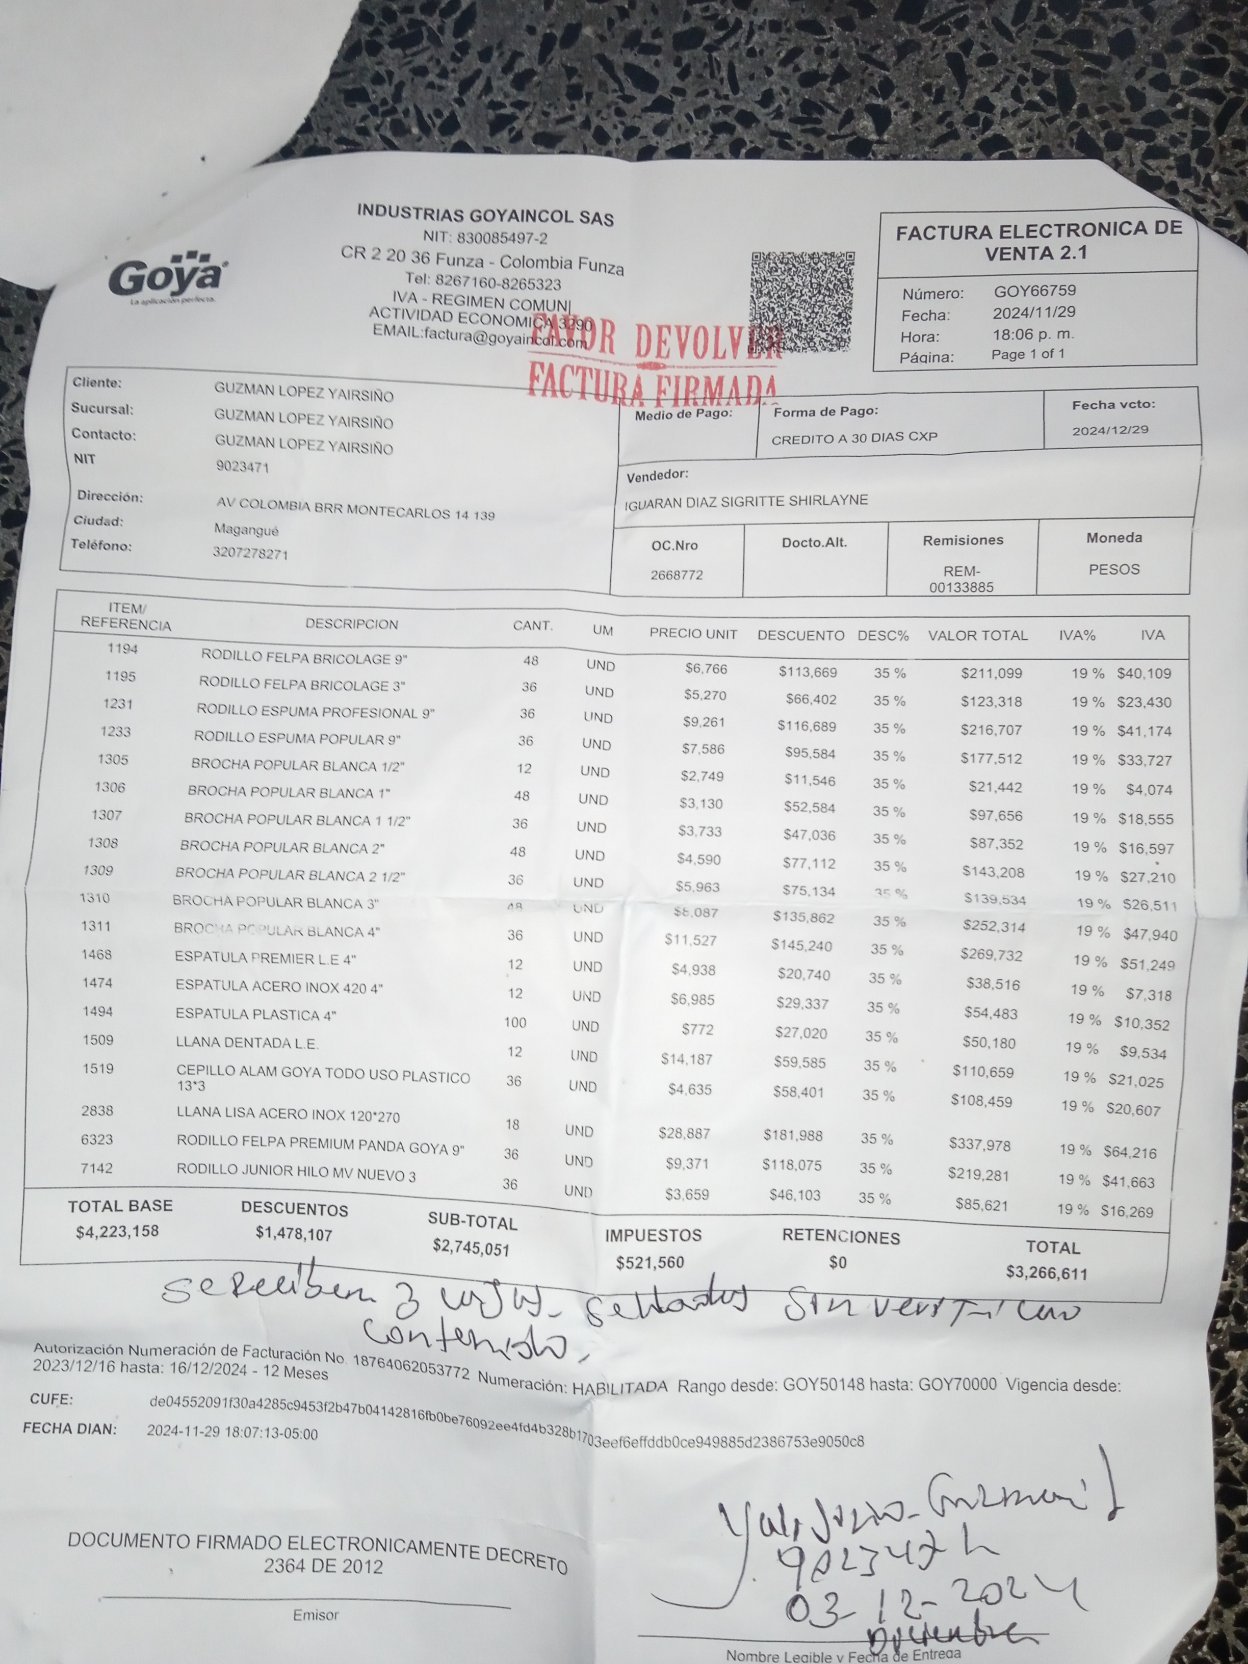 Goya
La aplicación perfecta.
INDUSTRIAS GOYAINCOL SAS
NIT: 830085497-2
CR 2 20 36 Funza - Colombia Funza
Tel: 8267160-8265323
IVA - REGIMEN COMUNI
ACTIVIDAD ECONOMICA 3290
EMAIL:factura@goyaincol.com
FAVOR DEVOLVER
FACTURA FIRMADA
FACTURA ELECTRONICA DE
VENTA 2.1
Número: GOY66759
Fecha: 2024/11/29
Hora: 18:06 p. m.
Página: Page 1 of 1
Cliente: GUZMAN LOPEZ YAIRSIÑO
Sucursal: GUZMAN LOPEZ YAIRSIÑO
Contacto: GUZMAN LOPEZ YAIRSIÑO
NIT 9023471
Dirección: AV COLOMBIA BRR MONTECARLOS 14 139
Ciudad: Magangué
Teléfono: 3207278271
Medio de Pago: Forma de Pago: Fecha vcto:
CREDITO A 30 DIAS CXP 2024/12/29
Vendedor:
IGUARAN DIAZ SIGRITTE SHIRLAYNE
OC.Nro Docto.Alt. Remisiones Moneda
2668772 REM-00133885 PESOS
ITEM/REFERENCIA DESCRIPCION CANT. UM PRECIO UNIT DESCUENTO DESC% VALOR TOTAL IVA% IVA
1194 RODILLO FELPA BRICOLAGE 9" 48 UND $6,766 $113,669 35 % $211,099 19 % $40,109
1195 RODILLO FELPA BRICOLAGE 3" 36 UND $5,270 $66,402 35 % $123,318 19 % $23,430
1231 RODILLO ESPUMA PROFESIONAL 9" 36 UND $9,261 $116,689 35 % $216,707 19 % $41,174
1233 RODILLO ESPUMA POPULAR 9" 36 UND $7,586 $95,584 35 % $177,512 19 % $33,727
1305 BROCHA POPULAR BLANCA 1/2" 12 UND $2,749 $11,546 35 % $21,442 19 % $4,074
1306 BROCHA POPULAR BLANCA 1" 48 UND $3,130 $52,584 35 % $97,656 19 % $18,555
1307 BROCHA POPULAR BLANCA 1 1/2" 36 UND $3,733 $47,036 35 % $87,352 19 % $16,597
1308 BROCHA POPULAR BLANCA 2" 48 UND $4,590 $77,112 35 % $143,208 19 % $27,210
1309 BROCHA POPULAR BLANCA 2 1/2" 36 UND $5,963 $75,134 35 % $139,534 19 % $26,511
1310 BROCHA POPULAR BLANCA 3" 48 UND $8,087 $135,862 35 % $252,314 19 % $47,940
1311 BROCHA POPULAR BLANCA 4" 36 UND $11,527 $145,240 35 % $269,732 19 % $51,249
1468 ESPATULA PREMIER L.E 4" 12 UND $4,938 $20,740 35 % $38,516 19 % $7,318
1474 ESPATULA ACERO INOX 420 4" 12 UND $6,985 $29,337 35 % $54,483 19 % $10,352
1494 ESPATULA PLASTICA 4" 100 UND $772 $27,020 35 % $50,180 19 % $9,534
1509 LLANA DENTADA L.E. 12 UND $14,187 $59,585 35 % $110,659 19 % $21,025
1519 CEPILLO ALAM GOYA TODO USO PLASTICO 36 UND $4,635 $58,401 35 % $108,459 19 % $20,607
13*3
2838 LLANA LISA ACERO INOX 120*270 18 UND $28,887 $181,988 35 % $337,978 19 % $64,216
6323 RODILLO FELPA PREMIUM PANDA GOYA 9" 36 UND $9,371 $118,075 35 % $219,281 19 % $41,663
7142 RODILLO JUNIOR HILO MV NUEVO 3 36 UND $3,659 $46,103 35 % $85,621 19 % $16,269
TOTAL BASE DESCUENTOS SUB-TOTAL IMPUESTOS RETENCIONES TOTAL
$4,223,158 $1,478,107 $2,745,051 $521,560 $0 $3,266,611
se reciben 3 cajas sellados sin verificar
contenido.
Autorización Numeración de Facturación No. 18764062053772 Numeración: HABILITADA Rango desde: GOY50148 hasta: GOY70000 Vigencia desde:
2023/12/16 hasta: 16/12/2024 - 12 Meses
CUFE: de04552091f30a4285c9453f2b47b04142816fb0be76092ee4fd4b328b1703eef6effddb0ce949885d2386753e9050c8
FECHA DIAN: 2024-11-29 18:07:13-05:00
Guzman
9023471
03-12-2024
Diciembre
DOCUMENTO FIRMADO ELECTRONICAMENTE DECRETO
2364 DE 2012
Emisor
Nombre Legible y Fecha de Entrega